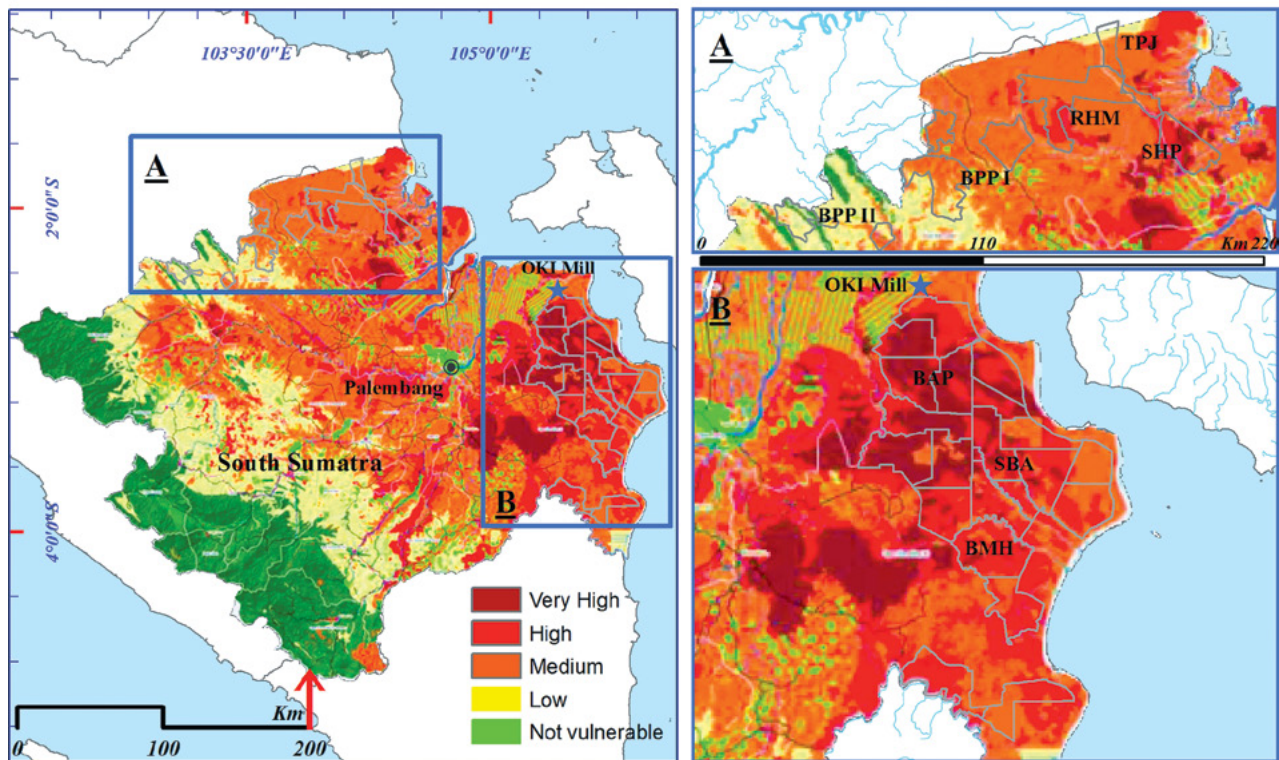 103°30'0"E
105°0'0"E
2°0'0"S
4°0'0"S
A
B
OKI Mill
Palembang
South Sumatra
Very High
High
Medium
Low
Not vulnerable
Km
0
100
200
A
TPJ
RHM
SHP
BPP I
BPP II
0
110
Km 220
B
OKI Mill
BAP
SBA
BMH